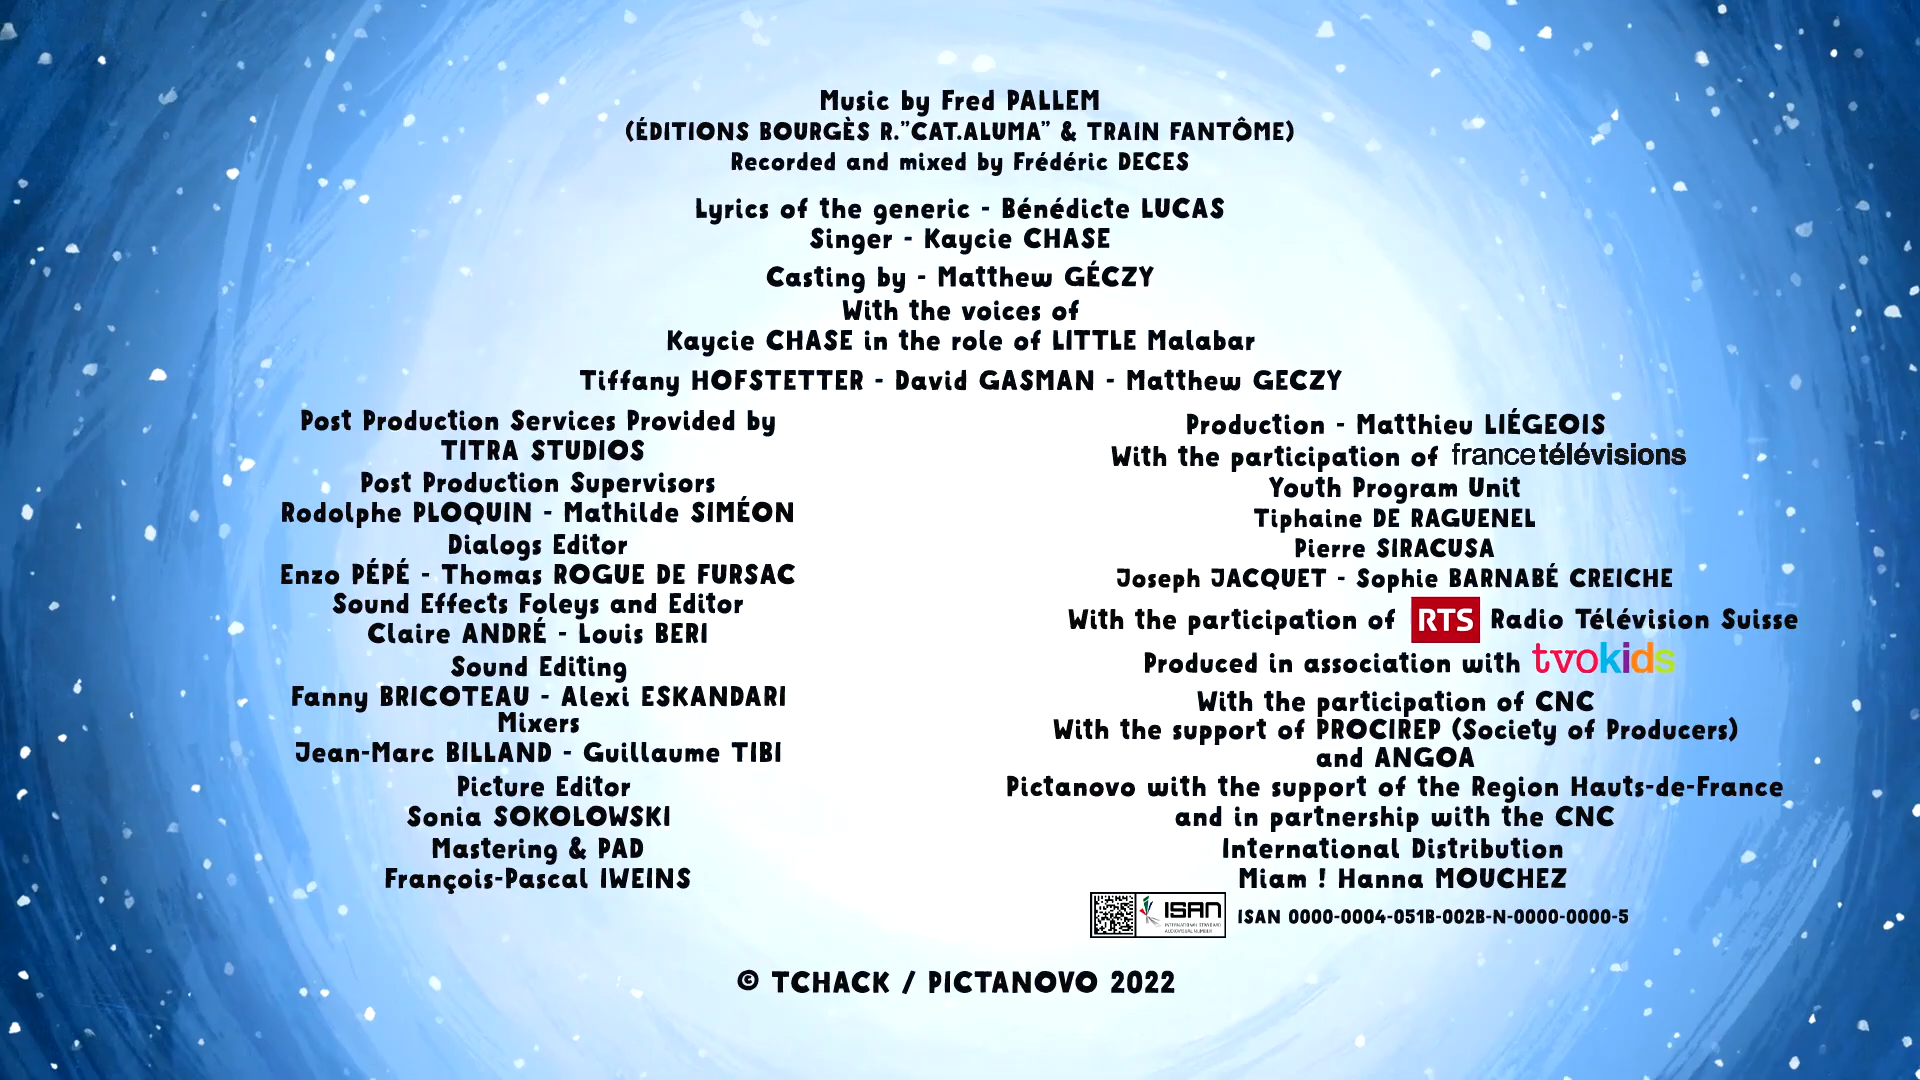 Music by Fred PALLEM
(ÉDITIONS BOURGÈS R."CAT.ALUMA" & TRAIN FANTÔME)
Recorded and mixed by Frédéric DECES
Lyrics of the generic - Bénédicte LUCAS
Singer - Kaycie CHASE
Casting by - Matthew GÉCZY
With the voices of
Kaycie CHASE in the role of LITTLE Malabar
Tiffany HOFSTETTER - David GASMAN - Matthew GECZY
Post Production Services Provided by
TITRA STUDIOS
Post Production Supervisors
Rodolphe PLOQUIN - Mathilde SIMÉON
Dialogs Editor
Enzo PÉPÉ - Thomas ROGUE DE FURSAC
Sound Effects Foleys and Editor
Claire ANDRÉ - Louis BERI
Sound Editing
Fanny BRICOTEAU - Alexi ESKANDARI
Mixers
Jean-Marc BILLAND - Guillaume TIBI
Picture Editor
Sonia SOKOLOWSKI
Mastering & PAD
François-Pascal IWEINS
Production - Matthieu LIÉGEOIS
With the participation of francetélévisions
Youth Program Unit
Tiphaine DE RAGUENEL
Pierre SIRACUSA
Joseph JACQUET - Sophie BARNABÉ CREICHE
With the participation of RTS Radio Télévision Suisse
Produced in association with tvokids
With the participation of CNC
With the support of PROCIREP (Society of Producers)
and ANGOA
Pictanovo with the support of the Region Hauts-de-France
and in partnership with the CNC
International Distribution
Miam ! Hanna MOUCHEZ
ISAN
INTERNATIONAL STANDARD
AUDIOVISUAL NUMBER
ISAN 0000-0004-051B-002B-N-0000-0000-5
© TCHACK / PICTANOVO 2022